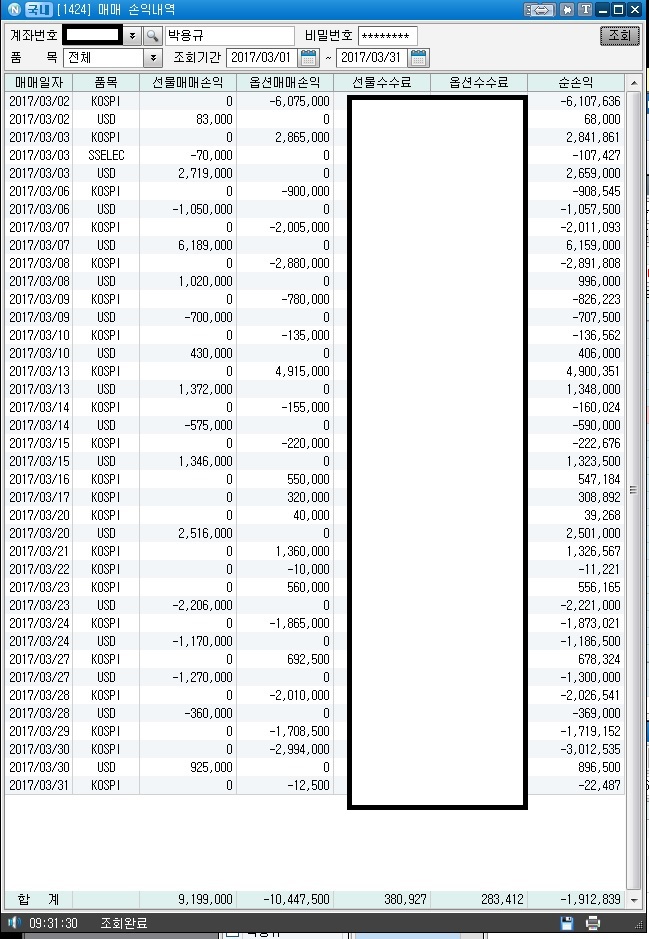 국내 [1424] 매매 손익내역
계좌번호 박용규 비밀번호 ******** 조회
품 목 전체 조회기간 2017/03/01 ~ 2017/03/31
매매일자 품목 선물매매손익 옵션매매손익 선물수수료 옵션수수료 순손익
2017/03/02 KOSPI 0 -6,075,000 -6,107,636
2017/03/02 USD 83,000 0 68,000
2017/03/03 KOSPI 0 2,865,000 2,841,861
2017/03/03 SSELEC -70,000 0 -107,427
2017/03/03 USD 2,719,000 0 2,659,000
2017/03/06 KOSPI 0 -900,000 -908,545
2017/03/06 USD -1,050,000 0 -1,057,500
2017/03/07 KOSPI 0 -2,005,000 -2,011,093
2017/03/07 USD 6,189,000 0 6,159,000
2017/03/08 KOSPI 0 -2,880,000 -2,891,808
2017/03/08 USD 1,020,000 0 996,000
2017/03/09 KOSPI 0 -780,000 -826,223
2017/03/09 USD -700,000 0 -707,500
2017/03/10 KOSPI 0 -135,000 -136,562
2017/03/10 USD 430,000 0 406,000
2017/03/13 KOSPI 0 4,915,000 4,900,351
2017/03/13 USD 1,372,000 0 1,348,000
2017/03/14 KOSPI 0 -155,000 -160,024
2017/03/14 USD -575,000 0 -590,000
2017/03/15 KOSPI 0 -220,000 -222,676
2017/03/15 USD 1,346,000 0 1,323,500
2017/03/16 KOSPI 0 550,000 547,184
2017/03/17 KOSPI 0 320,000 308,892
2017/03/20 KOSPI 0 40,000 39,268
2017/03/20 USD 2,516,000 0 2,501,000
2017/03/21 KOSPI 0 1,360,000 1,326,567
2017/03/22 KOSPI 0 -10,000 -11,221
2017/03/23 KOSPI 0 560,000 556,165
2017/03/23 USD -2,206,000 0 -2,221,000
2017/03/24 KOSPI 0 -1,865,000 -1,873,021
2017/03/24 USD -1,170,000 0 -1,186,500
2017/03/27 KOSPI 0 692,500 678,324
2017/03/27 USD -1,270,000 0 -1,300,000
2017/03/28 KOSPI 0 -2,010,000 -2,026,541
2017/03/28 USD -360,000 0 -369,000
2017/03/29 KOSPI 0 -1,708,500 -1,719,152
2017/03/30 KOSPI 0 -2,994,000 -3,012,535
2017/03/30 USD 925,000 0 896,500
2017/03/31 KOSPI 0 -12,500 -22,487
합 계 9,199,000 -10,447,500 380,927 283,412 -1,912,839
09:31:30 조회완료